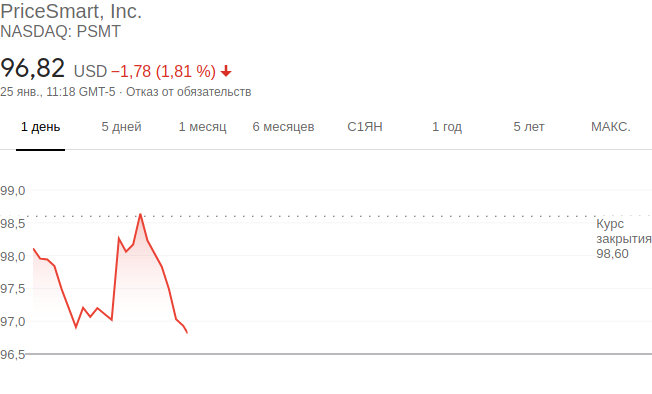 PriceSmart, Inc.
NASDAQ: PSMT
96,82 USD −1,78 (1,81 %)
25 янв., 11:18 GMT-5 · Отказ от обязательств
1 день 5 дней 1 месяц 6 месяцев С1ЯН 1 год 5 лет МАКС.
99,0
98,5
98,0
97,5
97,0
96,5
Курс
закрытия
98,60